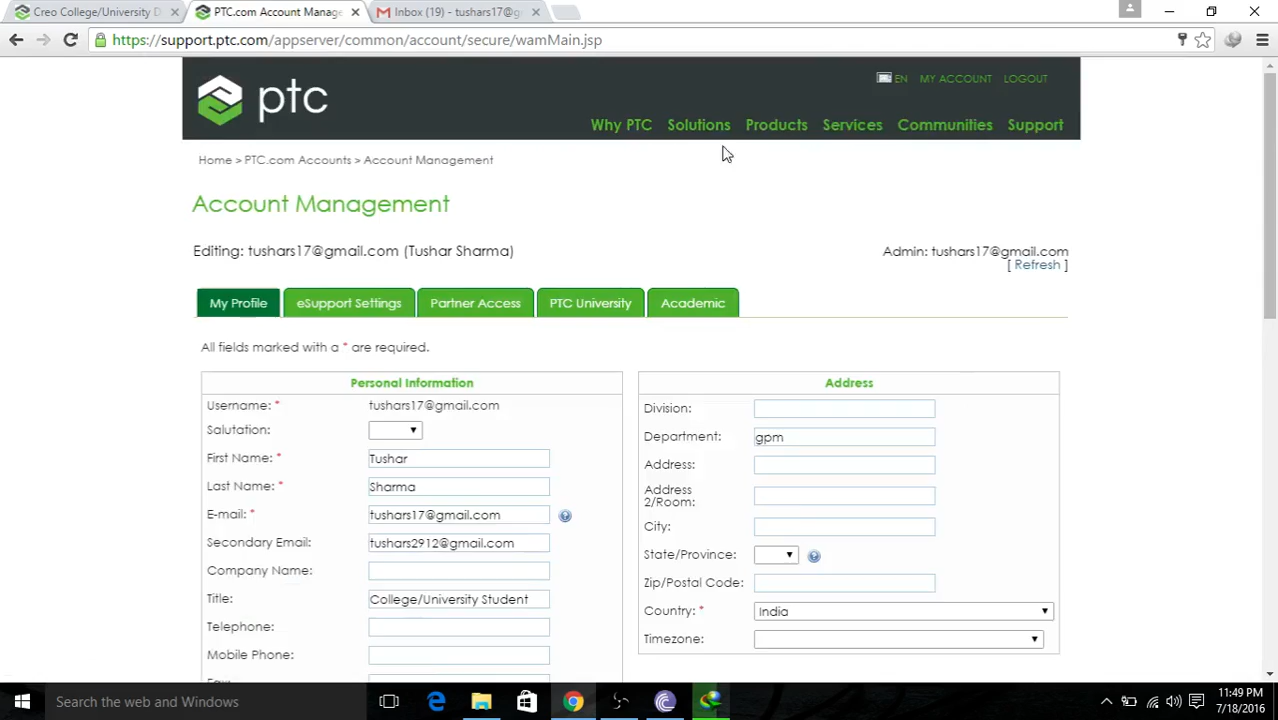 Creo College/University D
PTC.com Account Manage
Inbox (19) - tushars17@g
https://support.ptc.com/appserver/common/account/secure/wamMain.jsp
ptc
EN MY ACCOUNT LOGOUT
Why PTC Solutions Products Services Communities Support
Home > PTC.com Accounts > Account Management
Account Management
Editing: tushars17@gmail.com (Tushar Sharma)
Admin: tushars17@gmail.com
[ Refresh ]
My Profile eSupport Settings Partner Access PTC University Academic
All fields marked with a * are required.
Personal Information
Username: * tushars17@gmail.com
Salutation:
First Name: * Tushar
Last Name: * Sharma
E-mail: * tushars17@gmail.com
Secondary Email: tushars2912@gmail.com
Company Name:
Title: College/University Student
Telephone:
Mobile Phone:
Fax:
Address
Division:
Department: gpm
Address:
Address
2/Room:
City:
State/Province:
Zip/Postal Code:
Country: * India
Timezone:
Search the web and Windows
11:49 PM
7/18/2016